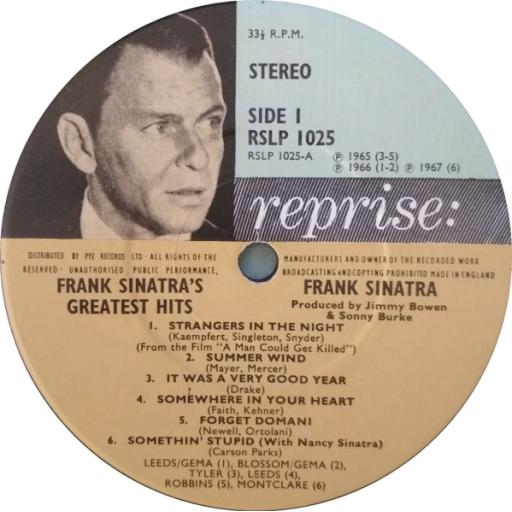 33⅓ R.P.M.
STEREO
SIDE 1
RSLP 1025
RSLP 1025-A ℗ 1965 (3-5)
℗ 1966 (1-2) ℗ 1967 (6)
reprise:
DISTRIBUTED BY PYE RECORDS LTD · ALL RIGHTS OF THE
RESERVED · UNAUTHORISED PUBLIC PERFORMANCE,
MANUFACTURERS AND OWNER OF THE RECORDED WORK
BROADCASTING AND COPYING PROHIBITED MADE IN ENGLAND
FRANK SINATRA'S
GREATEST HITS
FRANK SINATRA
Produced by Jimmy Bowen
& Sonny Burke
1. STRANGERS IN THE NIGHT
(Kaempfert, Singleton, Snyder)
(From the Film "A Man Could Get Killed")
2. SUMMER WIND
(Mayer, Mercer)
3. IT WAS A VERY GOOD YEAR
(Drake)
4. SOMEWHERE IN YOUR HEART
(Faith, Kehner)
5. FORGET DOMANI
(Newell, Ortolani)
6. SOMETHIN' STUPID (With Nancy Sinatra)
(Carson Parks)
LEEDS/GEMA (1), BLOSSOM/GEMA (2),
TYLER (3), LEEDS (4),
ROBBINS (5), MONTCLARE (6)